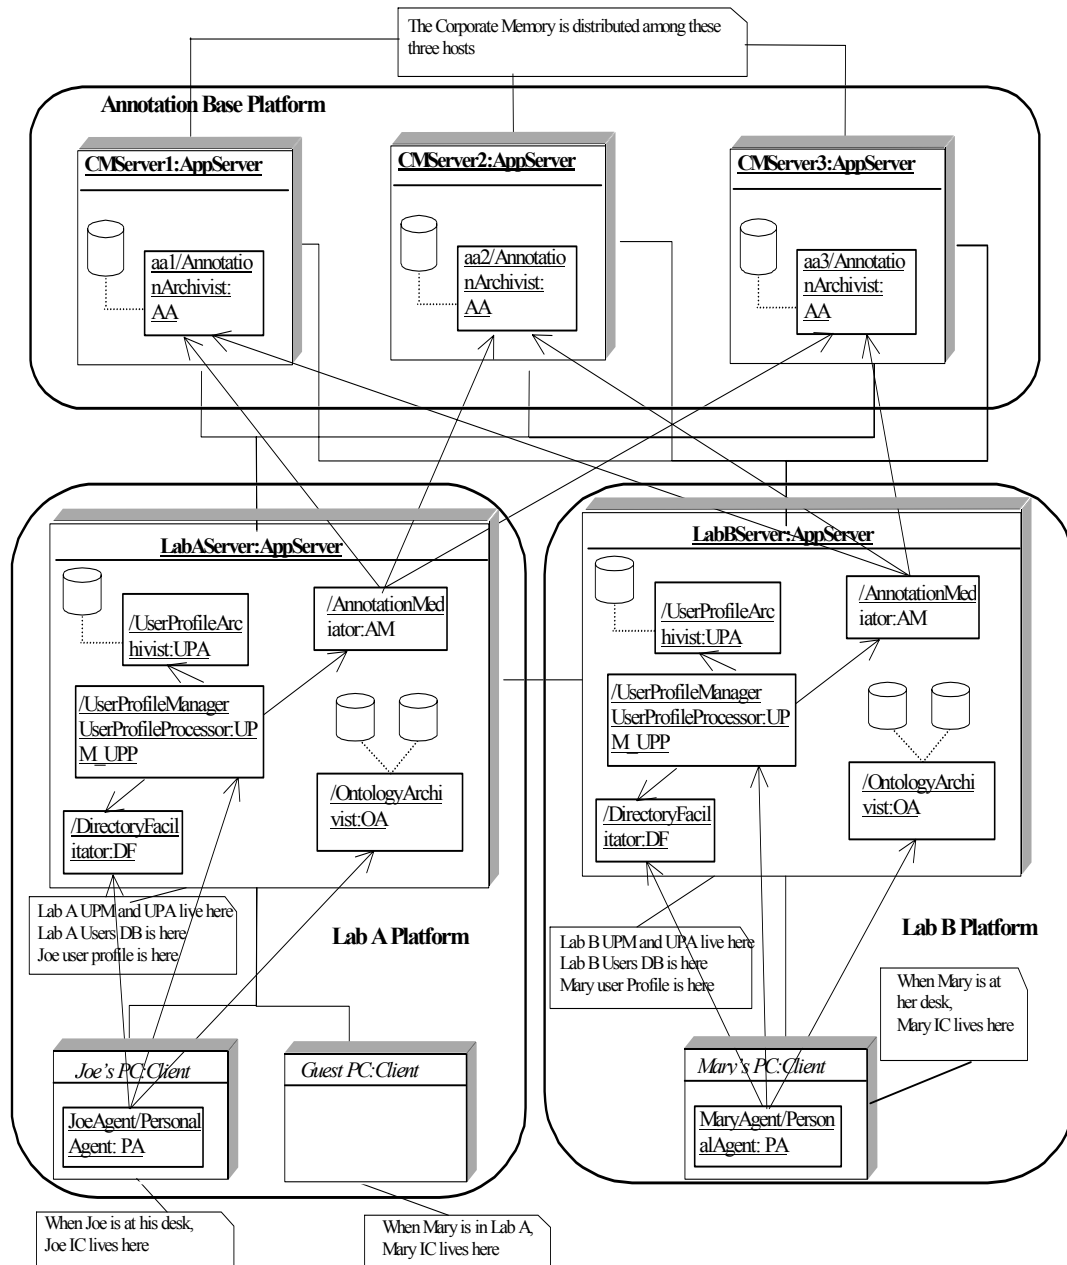 The Corporate Memory is distributed among these
three hosts
Annotation Base Platform
CMServer1:AppServer
CMServer2:AppServer
CMServer3:AppServer
aa1/Annotatio
nArchivist:
AA
aa2/Annotatio
nArchivist:
AA
aa3/Annotatio
nArchivist:
AA
LabAServer:AppServer
/UserProfileArc
hivist:UPA
/AnnotationMed
iator:AM
/UserProfileManager
UserProfileProcessor:UP
M_UPP
/OntologyArchi
vist:OA
/DirectoryFacil
itator:DF
Lab A UPM and UPA live here
Lab A Users DB is here
Joe user profile is here
Lab A Platform
Joe's PC:Client
JoeAgent/Personal
Agent: PA
Guest PC:Client
When Joe is at his desk,
Joe IC lives here
When Mary is in Lab A,
Mary IC lives here
LabBServer:AppServer
/UserProfileArc
hivist:UPA
/AnnotationMed
iator:AM
/UserProfileManager
UserProfileProcessor:UP
M_UPP
/OntologyArchi
vist:OA
/DirectoryFacil
itator:DF
Lab B UPM and UPA live here
Lab B Users DB is here
Mary user Profile is here
Lab B Platform
When Mary is at
her desk,
Mary IC lives here
Mary's PC:Client
MaryAgent/Person
alAgent: PA